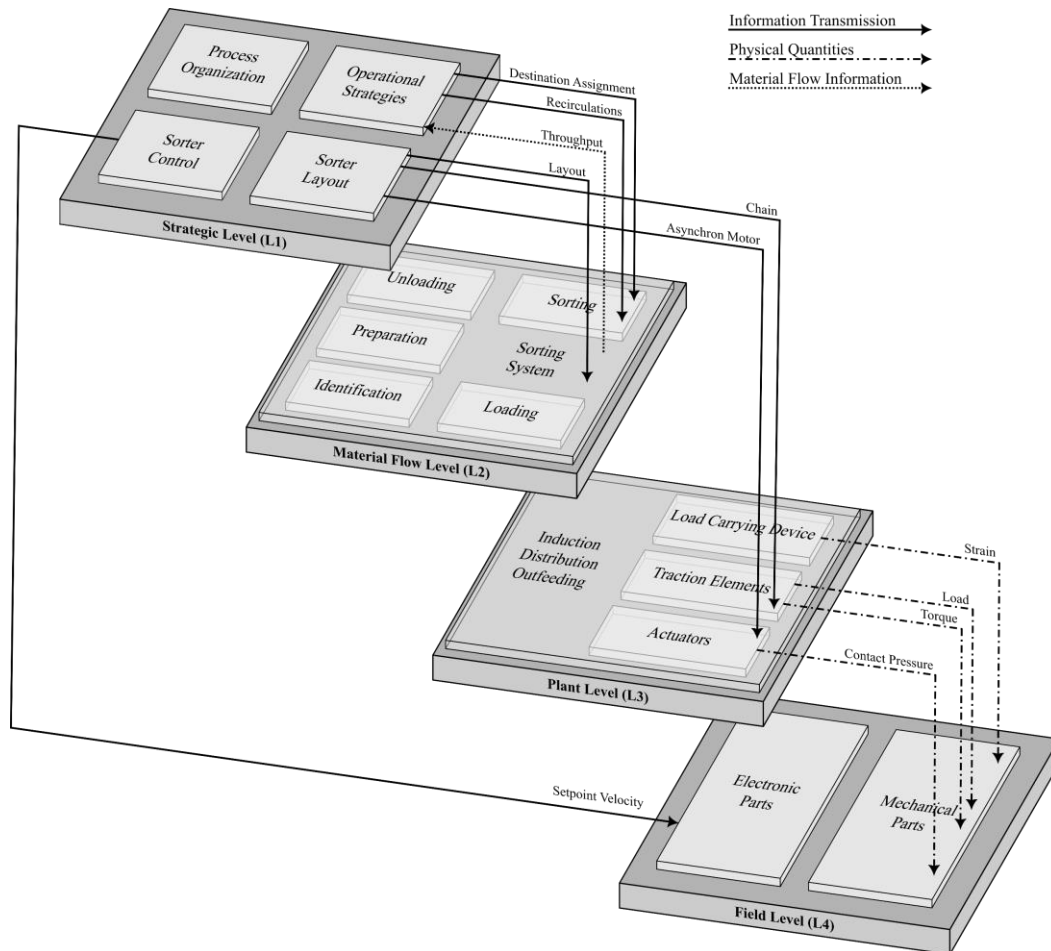 Information Transmission
Physical Quantities
Material Flow Information
Process
Organization
Operational
Strategies
Sorter
Control
Sorter
Layout
Strategic Level (L1)
Destination Assignment
Recirculations
Throughput
Layout
Chain
Asynchron Motor
Unloading
Sorting
Preparation
Sorting
System
Identification
Loading
Material Flow Level (L2)
Load Carrying Device
Induction
Distribution
Outfeeding
Traction Elements
Actuators
Plant Level (L3)
Strain
Load
Torque
Contact Pressure
Setpoint Velocity
Electronic
Parts
Mechanical
Parts
Field Level (L4)